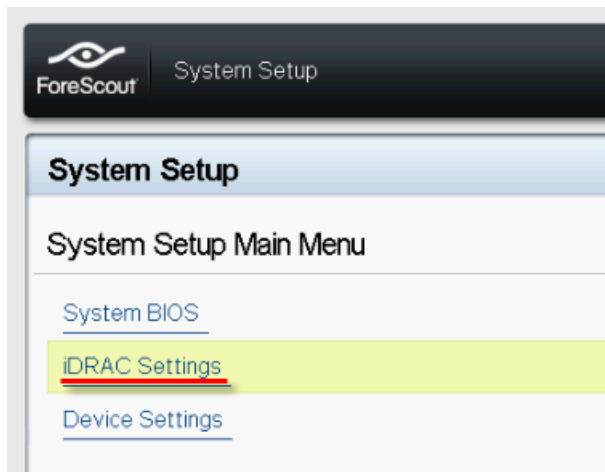 ForeScout
System Setup
System Setup
System Setup Main Menu
System BIOS
iDRAC Settings
Device Settings